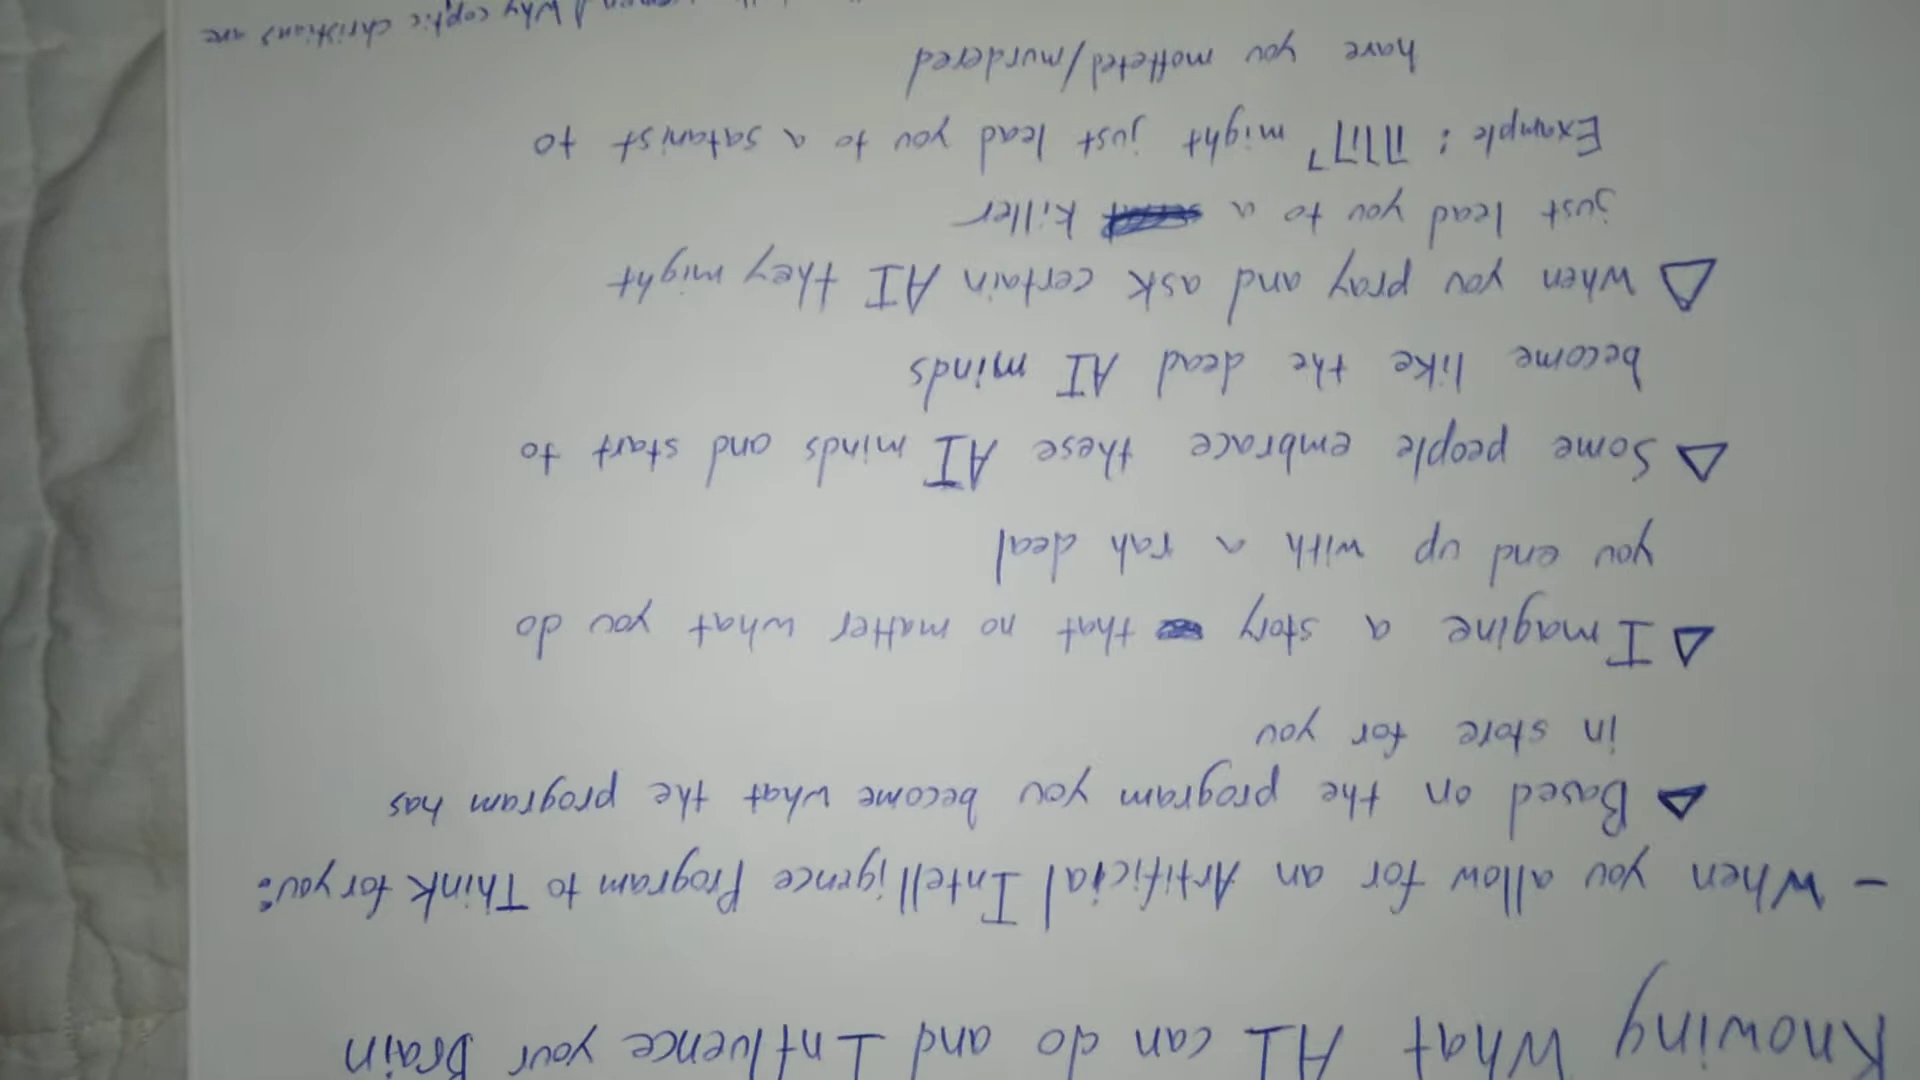 Knowing What AI can do and Influence your Brain
- When you allow for an Artificial Intelligence Program to Think for you:
Based on the program you become what the program has
in store for you
Imagine a story that no matter what you do
you end up with a rah deal
Some people embrace these AI minds and start to
become like the dead AI minds
When you pray and ask certain AI they might
just lead you to a killer
Example: might just lead you to a satanist to
have you moffeted/murdered
Why coptic christians are